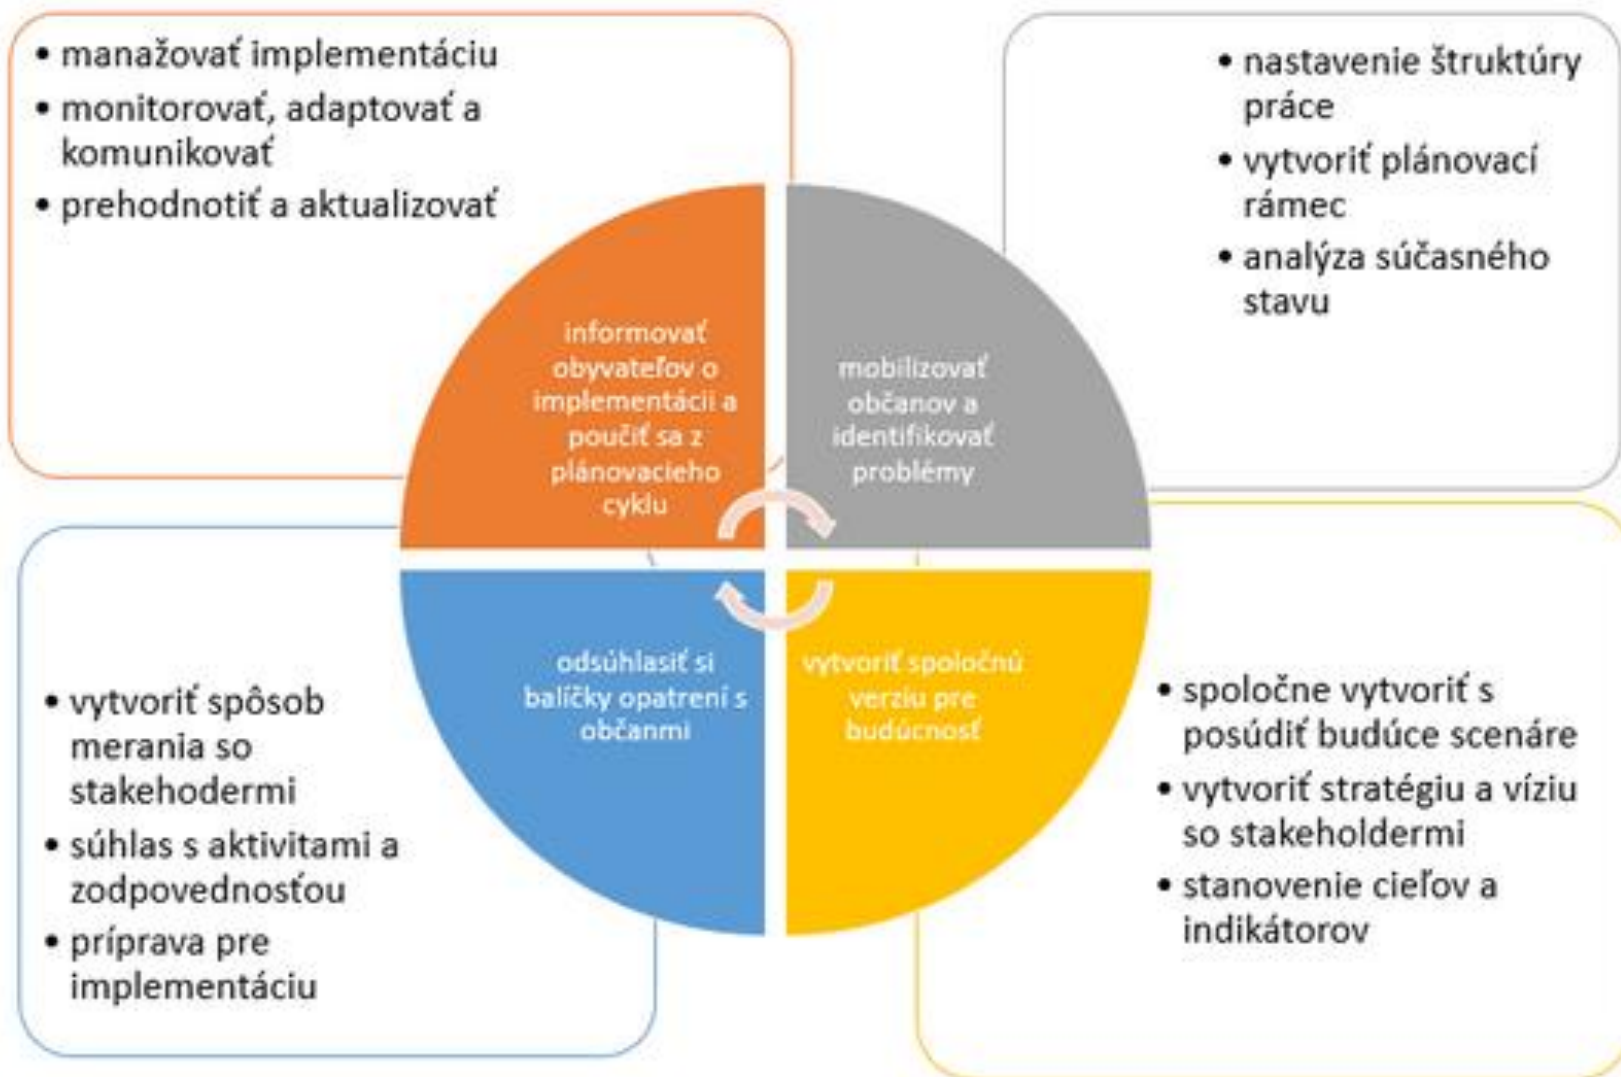 • manažovať implementáciu
• monitorovať, adaptovať a
komunikovať
• prehodnotiť a aktualizovať
• nastavenie štruktúry
práce
• vytvoriť plánovací
rámec
• analýza súčasného
stavu
informovať
obyvateľov o
implementácii a
poučiť sa z
plánovacieho
cyklu
mobilizovať
občanov a
identifikovať
problémy
odsúhlasiť si
balíčky opatrení s
občanmi
vytvoriť spoločnú
verziu pre
budúcnosť
• vytvoriť spôsob
merania so
stakehodermi
• súhlas s aktivitami a
zodpovednosťou
• príprava pre
implementáciu
• spoločne vytvoriť s
posúdiť budúce scenáre
• vytvoriť stratégiu a víziu
so stakeholdermi
• stanovenie cieľov a
indikátorov